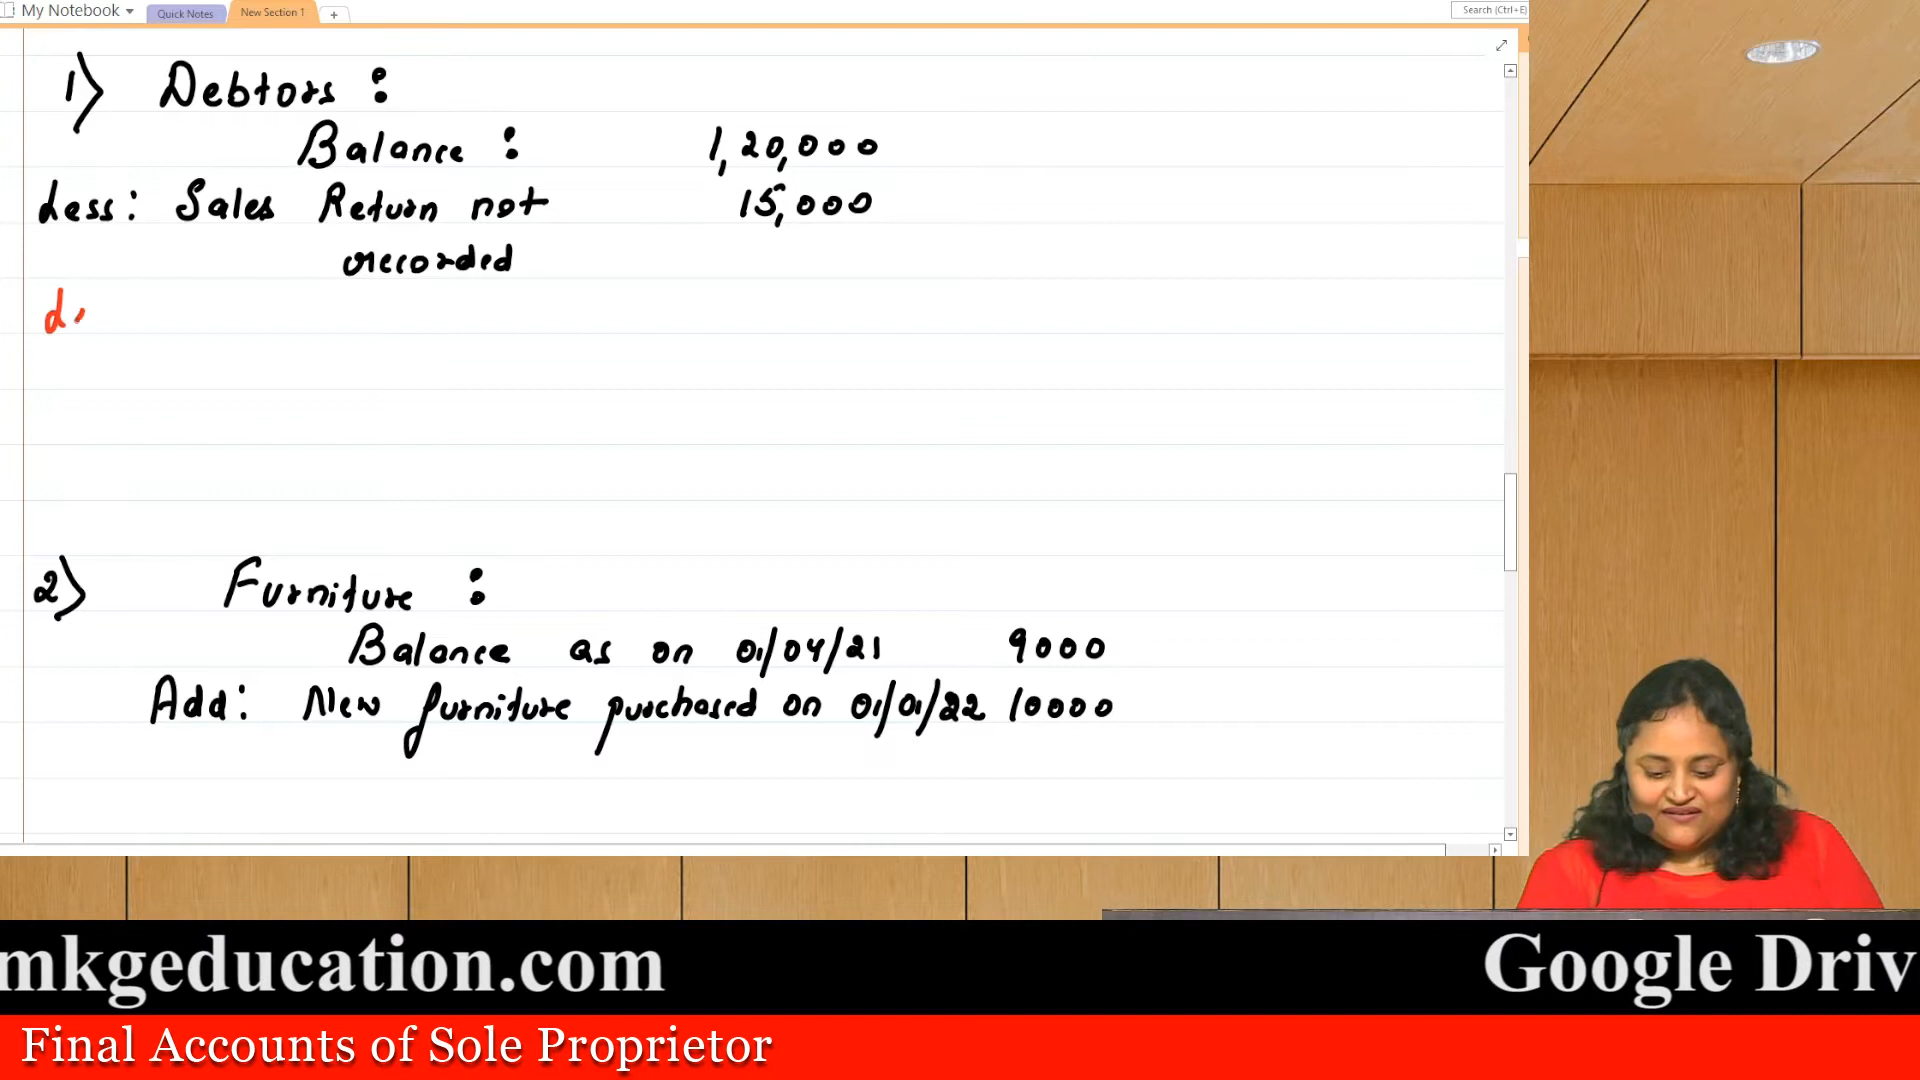 My Notebook
Quick Notes
New Section 1
Search (Ctrl+E)
1) Debtors :
Balance : 1,20,000
Less: Sales Return not 15,000
recorded
2) Furniture :
Balance as on 01/04/21 9000
Add: New furniture purchased on 01/01/22 10000
mkgeducation.com Google Driv
Final Accounts of Sole Proprietor